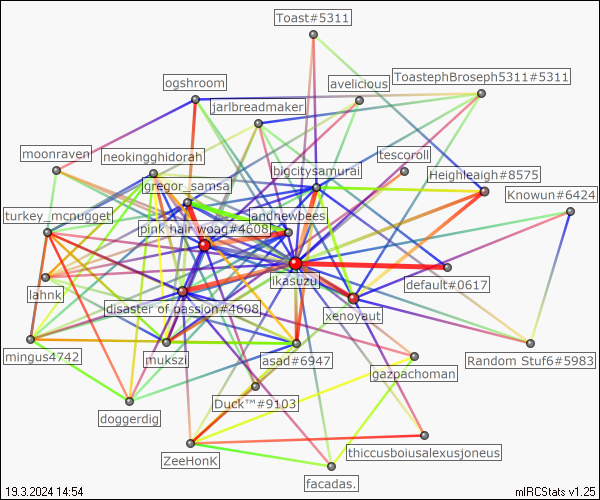 Toast#5311
ToastephBroseph5311#5311
ogshroom
avelicious
jarlbreadmaker
moonraven
neokingghidorah
tescoroll
bigcitysamurai
Heighleaigh#8575
gregor_samsa
Knowun#6424
turkey_mcnugget
andnewbees
pink hair woag#4608
likasuzu
default#0617
lahnk
disaster of passion#4608
xenoyaut
mingus4742
mukszi
asad#6947
Random Stuf6#5983
gazpachoman
Duck™#9103
doggerdig
thiccusboiusalexusjoneus
ZeeHonK
facadas.
19.3.2024 14:54
mIRCStats v1.25